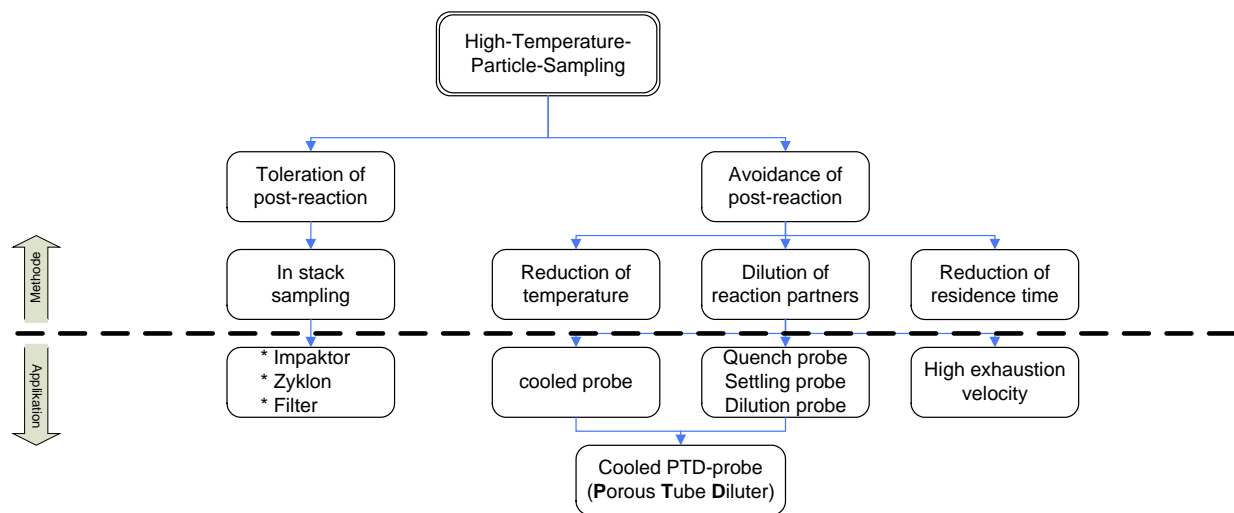 High-Temperature-
Particle-Sampling
Toleration of
post-reaction
Avoidance of
post-reaction
Methode
In stack
sampling
Reduction of
temperature
Dilution of
reaction partners
Reduction of
residence time
Applikation
* Impaktor
* Zyklon
* Filter
cooled probe
Quench probe
Settling probe
Dilution probe
High exhaustion
velocity
Cooled PTD-probe
(Porous Tube Diluter)